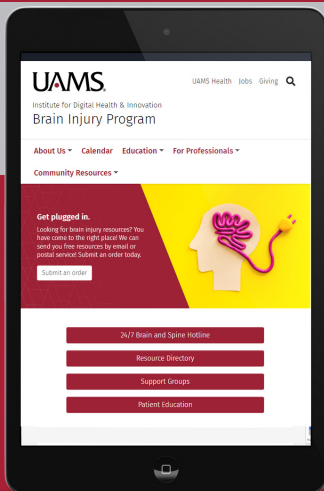 UAMS
UAMS Health Jobs Giving
Institute for Digital Health & Innovation
Brain Injury Program
About Us Calendar Education For Professionals
Community Resources
Get plugged in.
Looking for brain injury resources? You
have come to the right place! We can
send you free resources by email or
postal service! Submit an order today.
Submit an order
24/7 Brain and Spine Hotline
Resource Directory
Support Groups
Patient Education